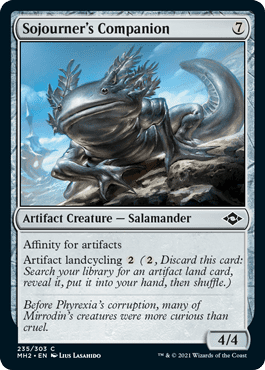 Sojourner's Companion 7
Artifact Creature — Salamander
Affinity for artifacts
Artifact landcycling 2 (2, Discard this card:
Search your library for an artifact land card,
reveal it, put it into your hand, then shuffle.)
Before Phyrexia's corruption, many of
Mirrodin's creatures were more curious than
cruel.
4/4
235/303 C
MH2 • EN Lius Lasahido
™ & © 2021 Wizards of the Coast